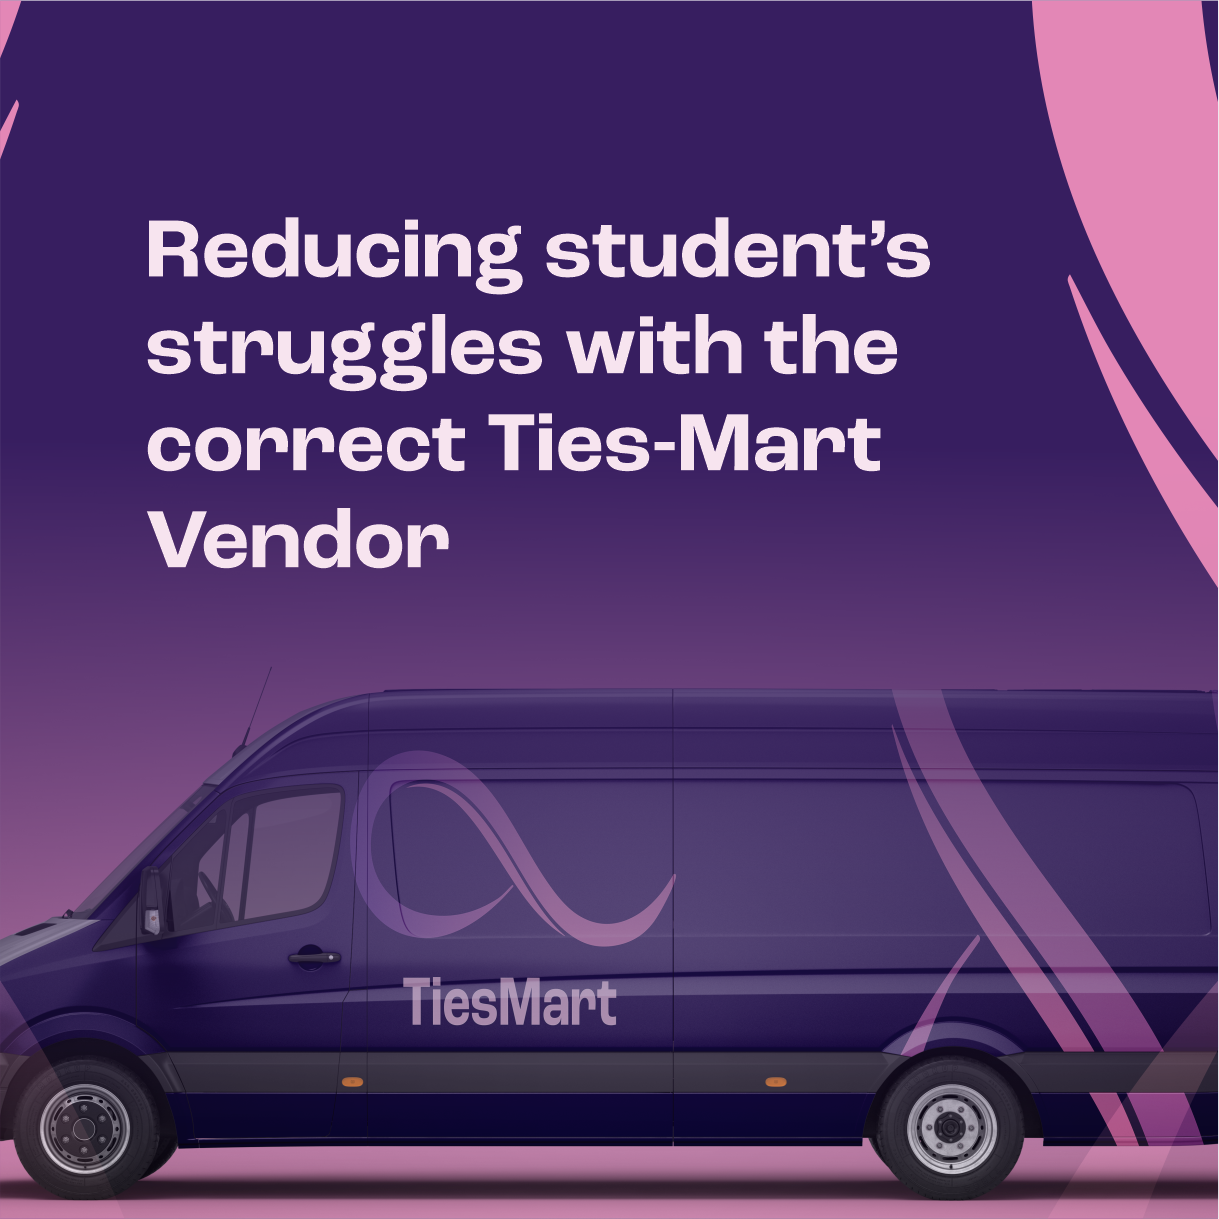 Reducing student’s
struggles with the
correct Ties-Mart
Vendor
TiesMart